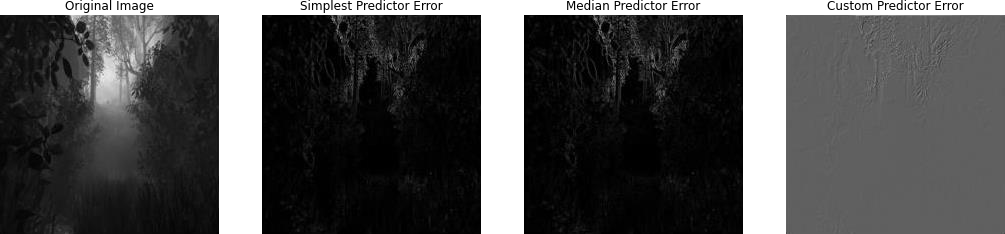 Original Image
Simplest Predictor Error
Median Predictor Error
Custom Predictor Error